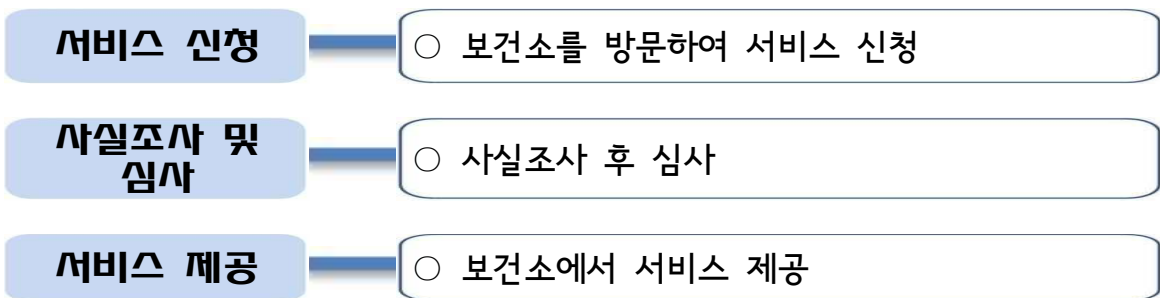 서비스 신청
○ 보건소를 방문하여 서비스 신청
사실조사 및
심사
○ 사실조사 후 심사
서비스 제공
○ 보건소에서 서비스 제공